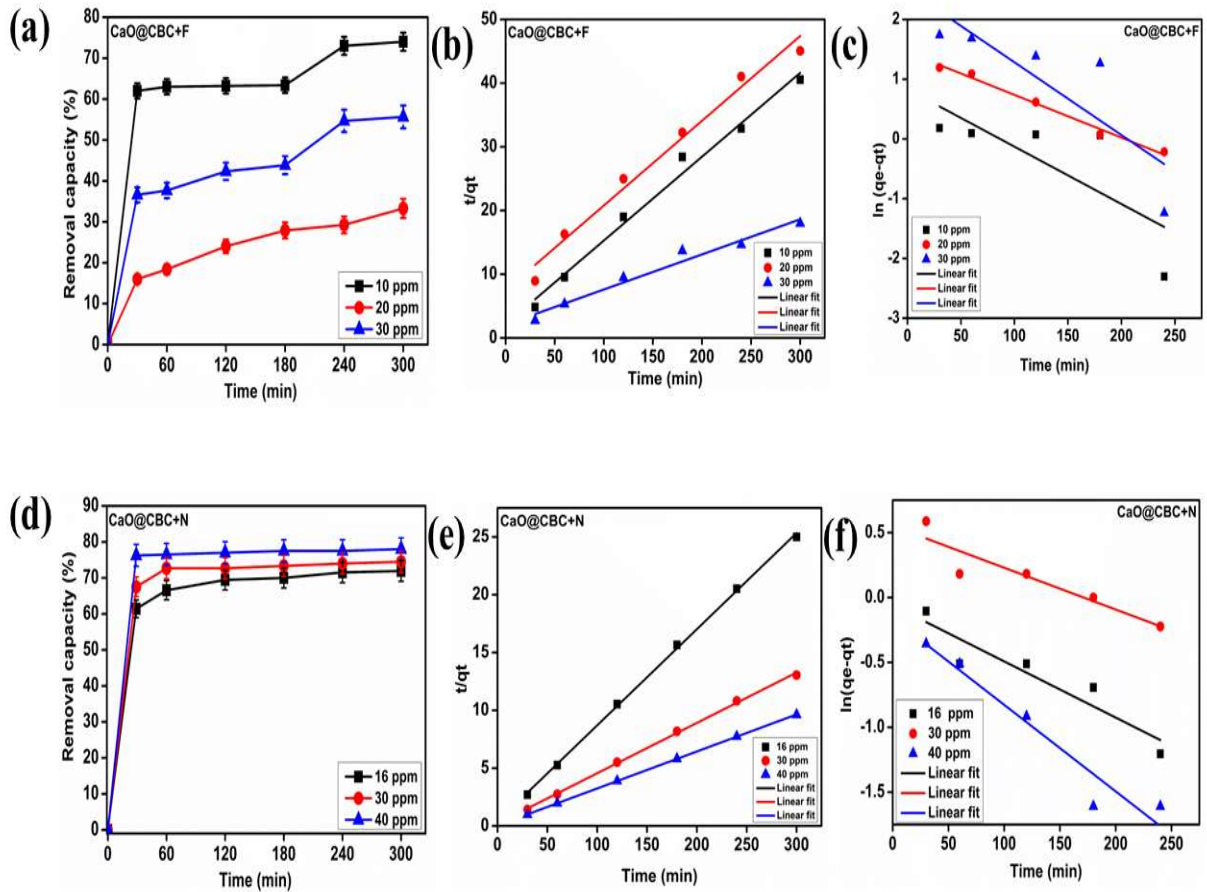 (a)
CaO@CBC+F
Removal capacity (%)
80
70
60
50
40
30
20
10
0
10 ppm
20 ppm
30 ppm
0 60 120 180 240 300
Time (min)
(b)
CaO@CBC+F
t/qt
50
40
30
20
10
0
10 ppm
20 ppm
30 ppm
Linear fit
Linear fit
Linear fit
0 50 100 150 200 250 300
Time (min)
(c)
CaO@CBC+F
ln (qe-qt)
2
1
0
-1
-2
-3
10 ppm
20 ppm
30 ppm
Linear fit
Linear fit
Linear fit
0 50 100 150 200 250
Time (min)
(d)
CaO@CBC+N
Removal capacity (%)
90
80
70
60
50
40
30
20
10
0
16 ppm
30 ppm
40 ppm
0 60 120 180 240 300
Time (min)
(e)
CaO@CBC+N
t/qt
25
20
15
10
5
0
16 ppm
30 ppm
40 ppm
Linear fit
Linear fit
Linear fit
0 50 100 150 200 250 300
Time (min)
(f)
CaO@CBC+N
ln(qe-qt)
0.5
0.0
-0.5
-1.0
-1.5
16 ppm
30 ppm
40 ppm
Linear fit
Linear fit
Linear fit
0 50 100 150 200 250
Time (min)